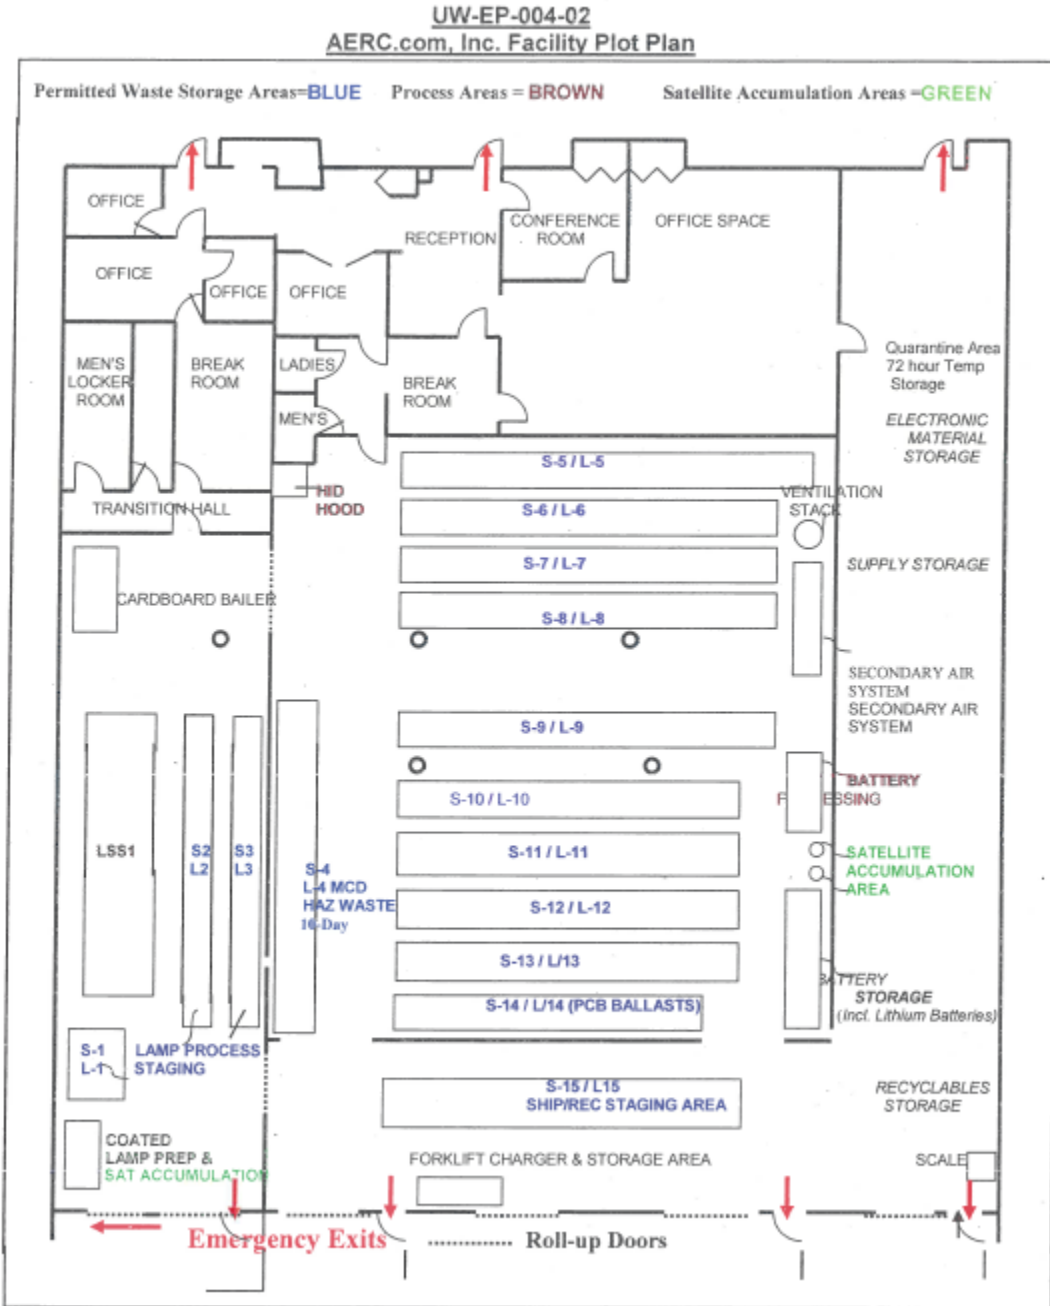 UW-EP-004-02
AERC.com, Inc. Facility Plot Plan
Permitted Waste Storage Areas=BLUE Process Areas = BROWN Satellite Accumulation Areas =GREEN
OFFICE
CONFERENCE
ROOM
OFFICE SPACE
RECEPTION
OFFICE
OFFICE
OFFICE
Quarantine Area
72 hour Temp
Storage
MEN'S
LOCKER
ROOM
BREAK
ROOM
LADIES
BREAK
ROOM
MEN'S
ELECTRONIC
MATERIAL
STORAGE
S-5 / L-5
HID
HOOD
VENTILATION
STACK
TRANSITION HALL
S-6 / L-6
S-7 / L-7
SUPPLY STORAGE
CARDBOARD BAILER
S-8 / L-8
SECONDARY AIR
SYSTEM
SECONDARY AIR
SYSTEM
S-9 / L-9
BATTERY
S-10 / L-10
LSS1
S2
L2
S3
L3
S-4
L-4 MCD
HAZ WASTE
10-Day
S-11 / L-11
SATELLITE
ACCUMULATION
AREA
S-12 / L-12
S-13 / L/13
BATTERY
STORAGE
(Incl. Lithium Batteries)
S-14 / L/14 (PCB BALLASTS)
S-1
L-1
LAMP PROCESS
STAGING
S-15 / L15
SHIP/REC STAGING AREA
RECYCLABLES
STORAGE
COATED
LAMP PREP &
SAT ACCUMULATION
FORKLIFT CHARGER & STORAGE AREA
SCALE
Emergency Exits
Roll-up Doors